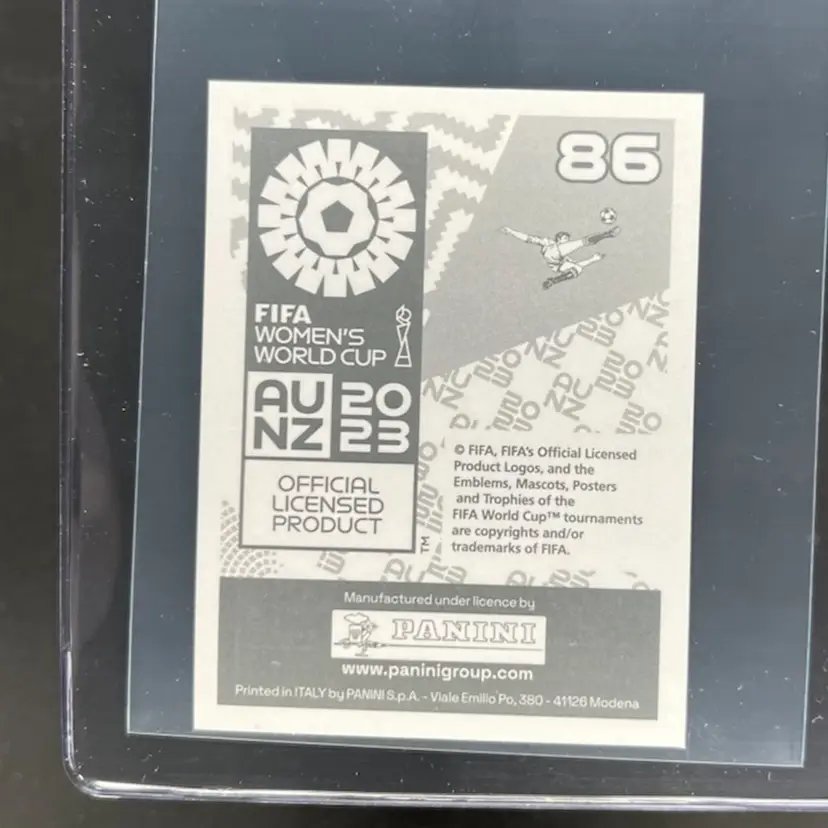 86
FIFA
WOMEN'S
WORLD CUP
AU 20
NZ 23
OFFICIAL
LICENSED
PRODUCT
TM
© FIFA, FIFA's Official Licensed
Product Logos, and the
Emblems, Mascots, Posters
and Trophies of the
FIFA World Cup™ tournaments
are copyrights and/or
trademarks of FIFA.
Manufactured under licence by
PANINI
www.paninigroup.com
Printed in ITALY by PANINI S.p.A. - Viale Emilio Po, 380 - 41126 Modena